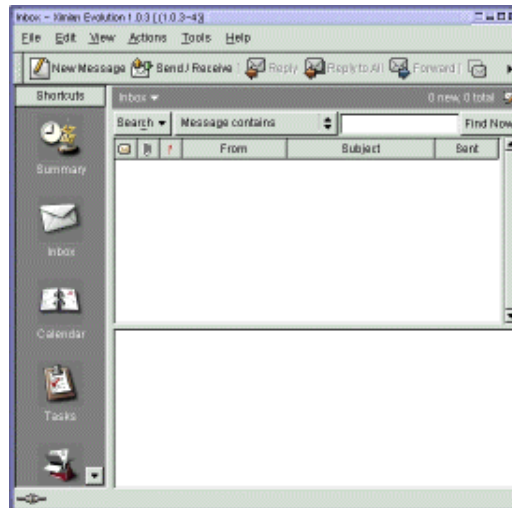 Inbox - Ximian Evolution 1.0.3 [(1.0.3-4)]
File Edit View Actions Tools Help
New Message Send / Receive Reply Reply to All Forward
Shortcuts Inbox 0 new, 0 total
Search Message contains Find Now
From Subject Sent
Summary
Inbox
Calendar
Tasks